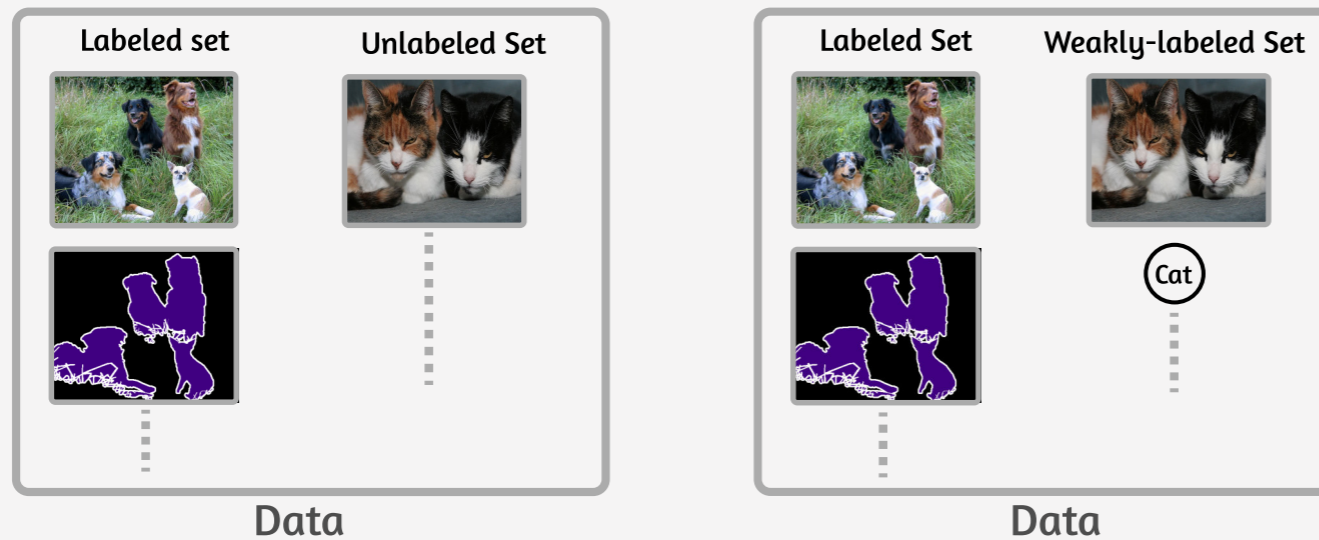 Labeled set
Unlabeled Set
Data
Labeled Set
Weakly-labeled Set
Cat
Data